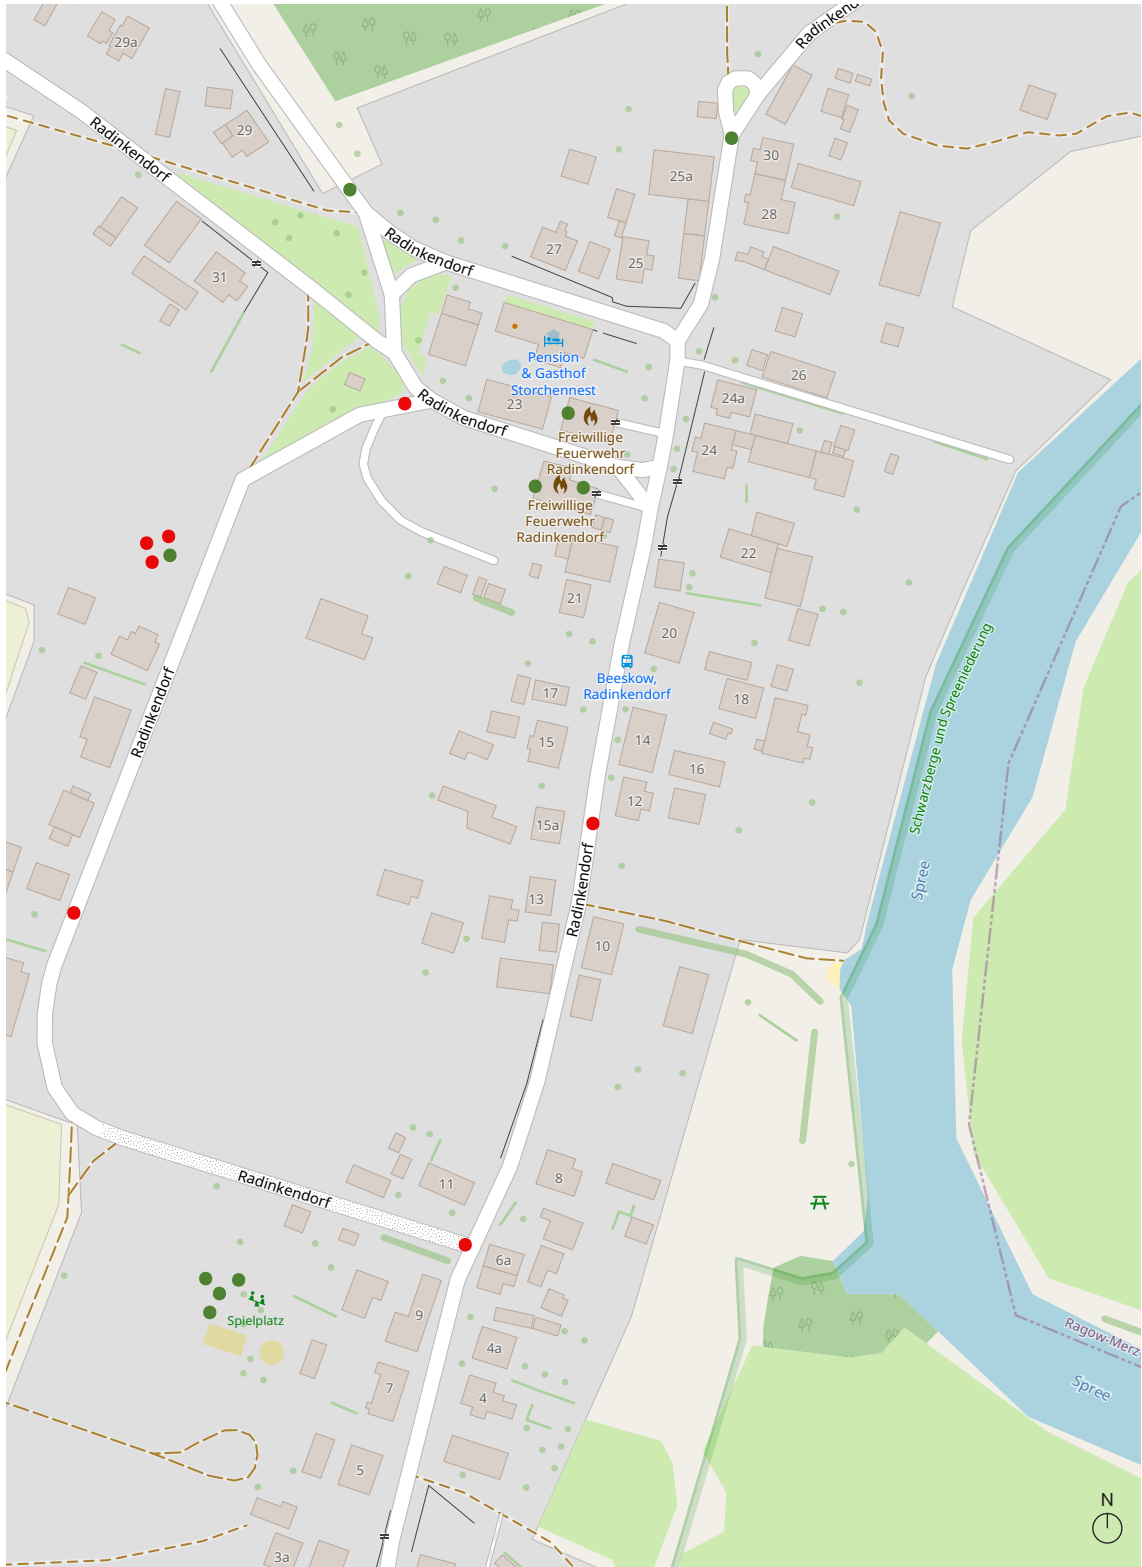 Radinkend
29a
Radinkendorf
29
30
25a
28
Radinkendorf
27
25
31
Pension
& Gasthof
Storchennest
26
24a
23
Radinkendorf
Freiwillige
Feuerwehr
Radinkendorf
24
Freiwillige
Feuerwehr
Radinkendorf
22
21
20
Schwarzberge und Spreeniederung
Beeskow,
Radinkendorf
17
18
Radinkendorf
15
14
16
12
15a
Radinkendorf
Spree
13
10
8
11
Radinkendorf
6a
9
Spielplatz
Ragow-Merz
4a
7
4
Spree
5
N
3a